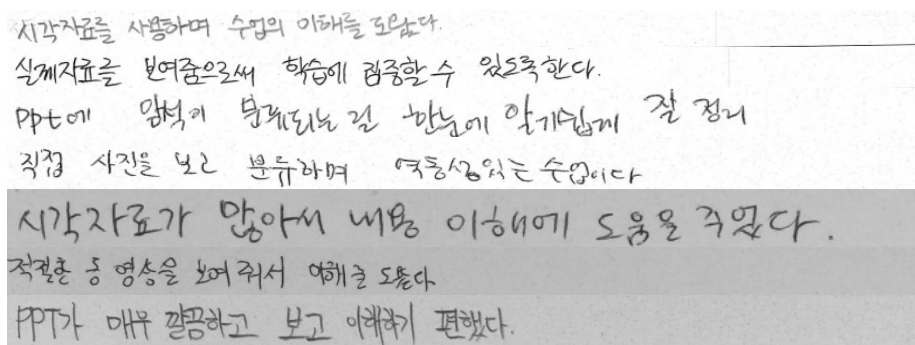 시각자료를 사용하며 수업의 이해를 도왔다.
실제자료를 보여줌으로써 학습에 집중할 수 있도록한다.
ppt에 암석이 분류되는걸 한눈에 알기쉽게 잘 정리
직접 사진을 보고 분류하며 역동성있는 수업이다
시각자료가 많아서 내용 이해에 도움을 주었다.
적절한 동영상을 보여 줘서 이해를 도왔다.
PPT가 매우 깔끔하고 보고 이해하기 편했다.